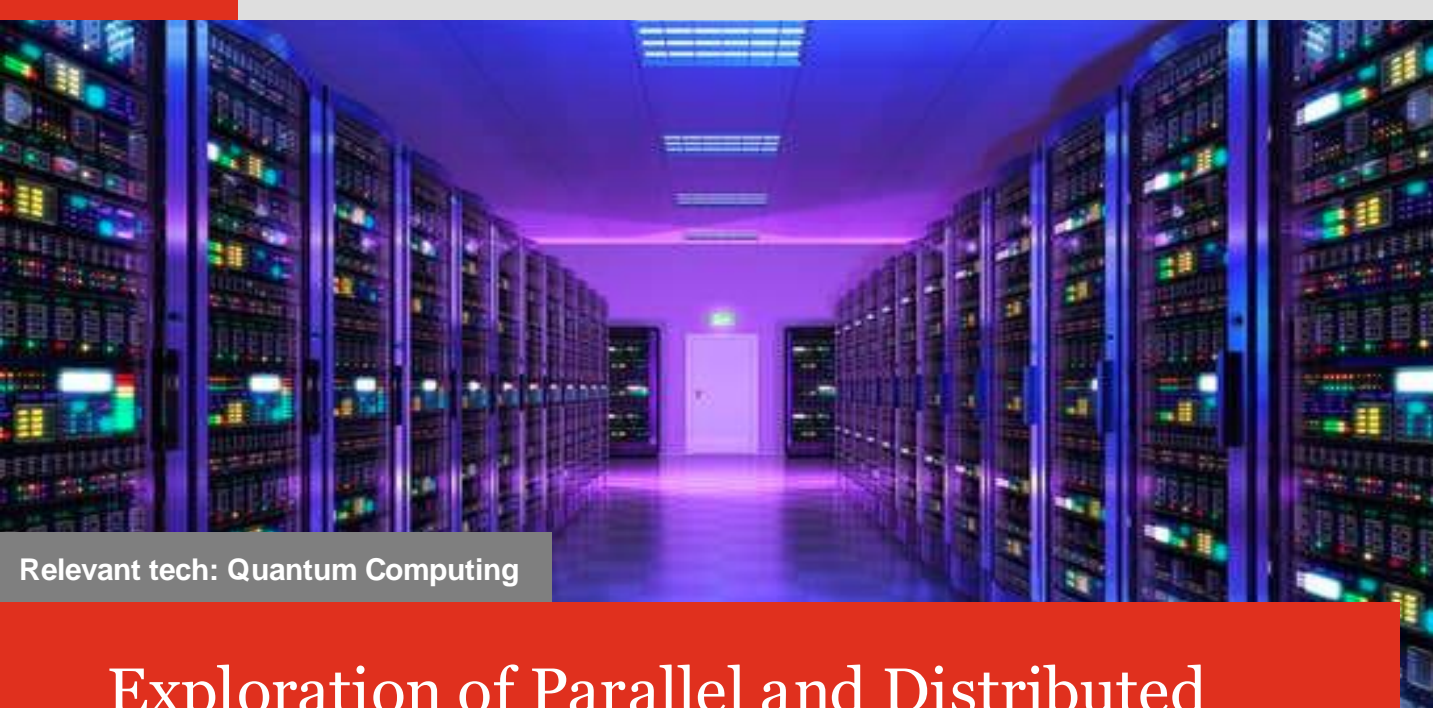 Relevant tech: Quantum Computing
Exploration of Parallel and Distributed